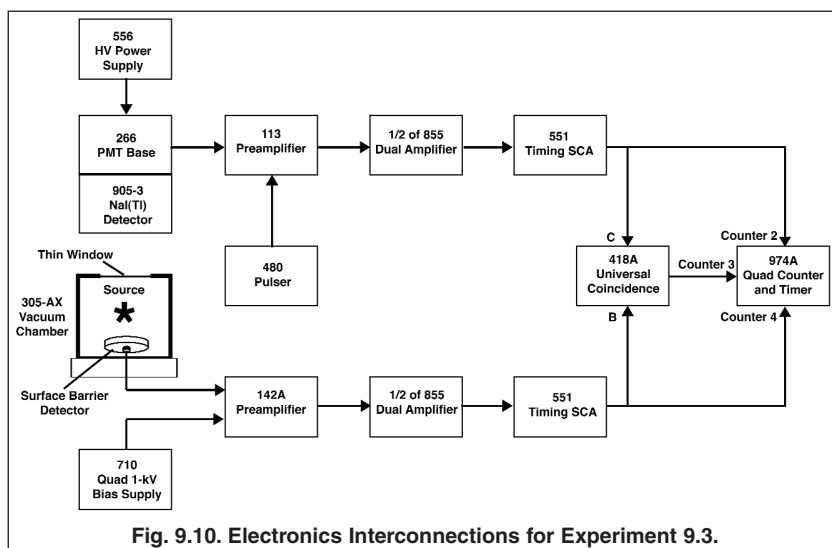 556
HV Power
Supply
266
PMT Base
905-3
NaI(Tl)
Detector
113
Preamplifier
1/2 of 855
Dual Amplifier
551
Timing SCA
480
Pulser
C
B
418A
Universal
Coincidence
Counter 2
Counter 3
Counter 4
974A
Quad Counter
and Timer
Thin Window
Source
305-AX
Vacuum
Chamber
Surface Barrier
Detector
142A
Preamplifier
1/2 of 855
Dual Amplifier
551
Timing SCA
710
Quad 1-kV
Bias Supply
Fig. 9.10. Electronics Interconnections for Experiment 9.3.